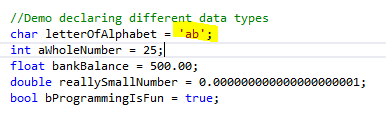 //Demo declaring different data types
char letterOfAlphabet = 'ab';
int aWholeNumber = 25;
float bankBalance = 500.00;
double reallySmallNumber = 0.000000000000000000001;
bool bProgrammingIsFun = true;